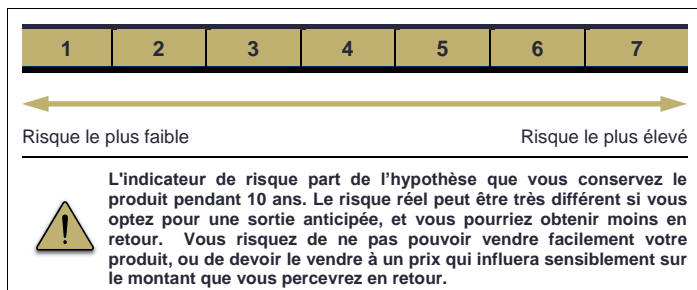 1 2 3 4 5 6 7
Risque le plus faible Risque le plus élevé
L'indicateur de risque part de l’hypothèse que vous conservez le
produit pendant 10 ans. Le risque réel peut être très différent si vous
optez pour une sortie anticipée, et vous pourriez obtenir moins en
retour. Vous risquez de ne pas pouvoir vendre facilement votre
produit, ou de devoir le vendre à un prix qui influera sensiblement sur
le montant que vous percevrez en retour.